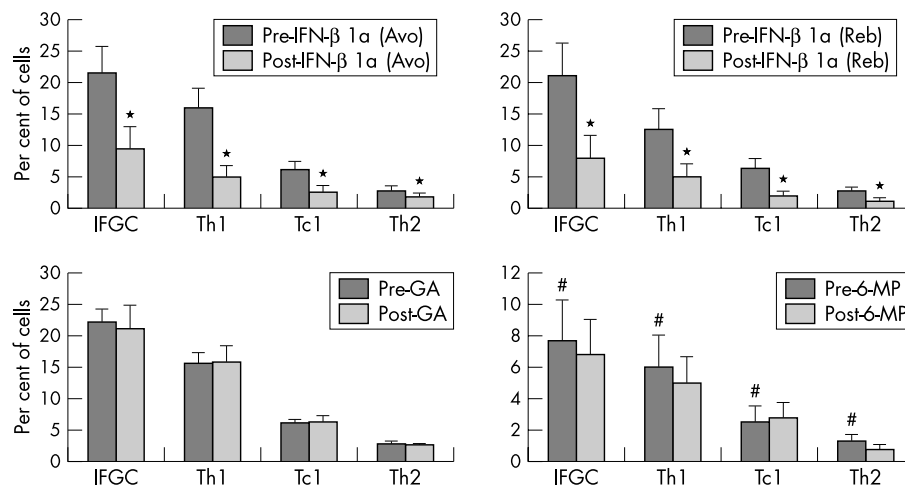 30
25
20
15
10
5
0
Per cent of cells
Pre-IFN-β 1a (Avo)
Post-IFN-β 1a (Avo)
★
★
★
★
IFGC Th1 Tc1 Th2
30
25
20
15
10
5
0
Pre-IFN-β 1a (Reb)
Post-IFN-β 1a (Reb)
★
★
★
★
IFGC Th1 Tc1 Th2
30
25
20
15
10
5
0
Per cent of cells
Pre-GA
Post-GA
IFGC Th1 Tc1 Th2
12
10
8
6
4
2
0
Pre-6-MP
Post-6-MP
#
#
#
#
IFGC Th1 Tc1 Th2